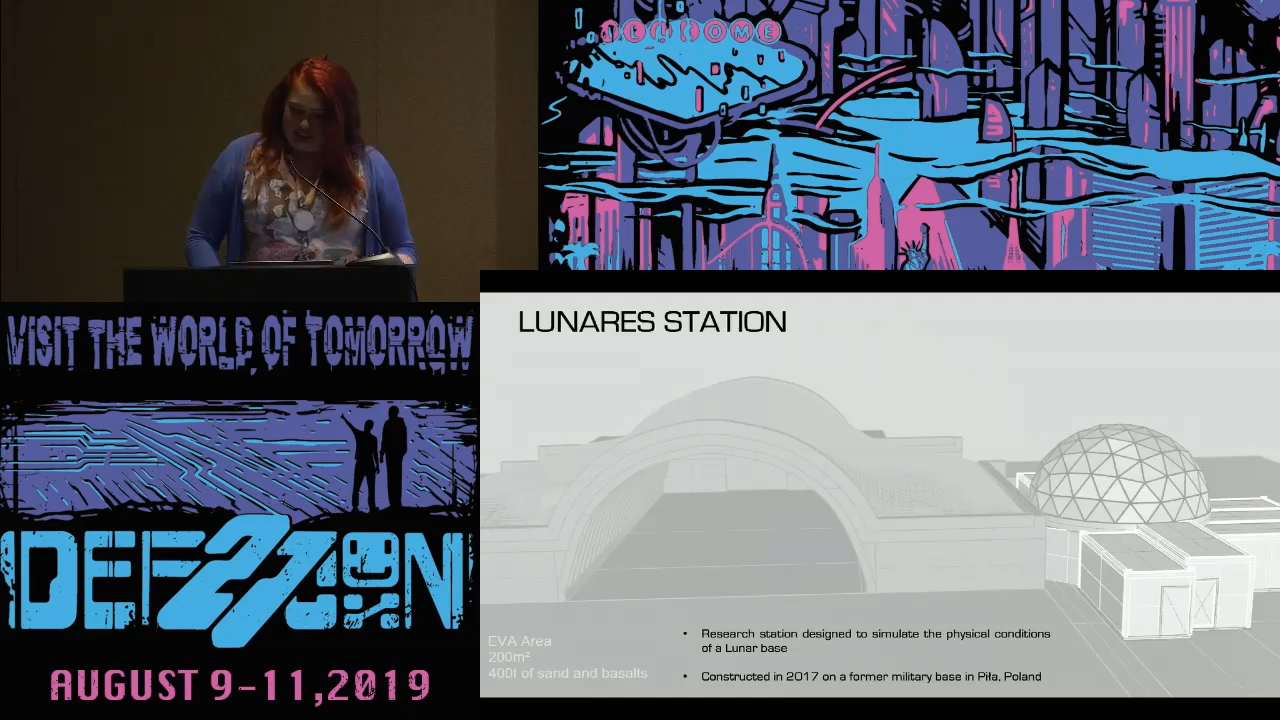 WELCOME
VISIT THE WORLD OF TOMORROW
DEF 27 CON
AUGUST 9-11,2019
LUNARES STATION
EVA Area
200m²
400t of sand and basalts
• Research station designed to simulate the physical conditions
of a Lunar base
• Constructed in 2017 on a former military base in Piła, Poland